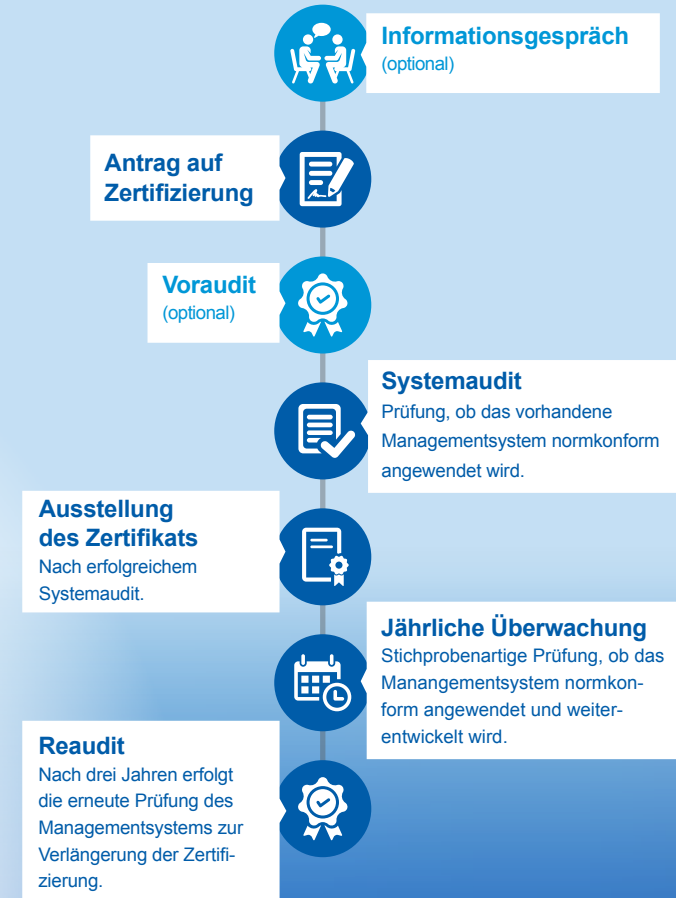 Informationsgespräch
(optional)
Antrag auf
Zertifizierung
Voraudit
(optional)
Systemaudit
Prüfung, ob das vorhandene
Managementsystem normkonform
angewendet wird.
Ausstellung
des Zertifikats
Nach erfolgreichem
Systemaudit.
Jährliche Überwachung
Stichprobenartige Prüfung, ob das
Manangementsystem normkon-
form angewendet und weiter-
entwickelt wird.
Reaudit
Nach drei Jahren erfolgt
die erneute Prüfung des
Managementsystems zur
Verlängerung der Zertifi-
zierung.